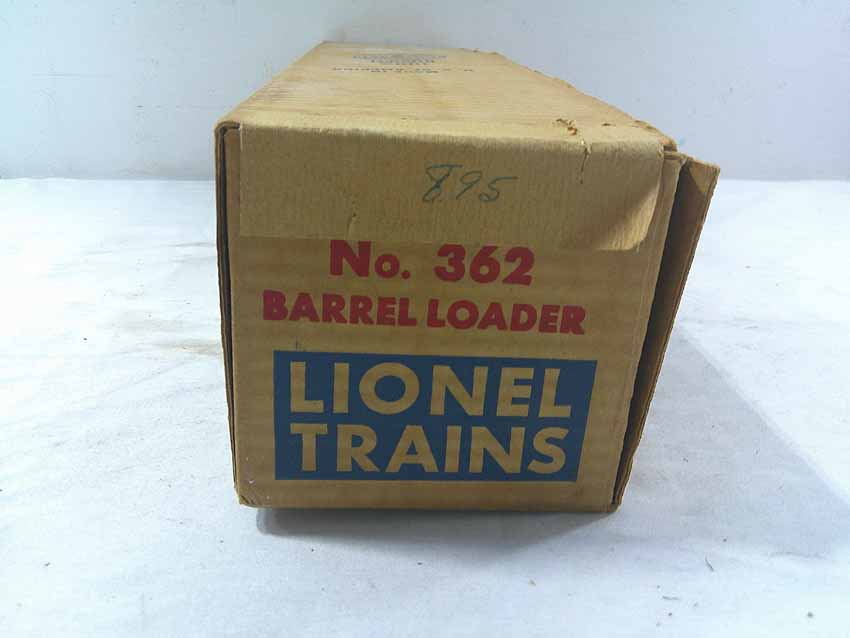 895
No. 362
BARREL LOADER
LIONEL
TRAINS